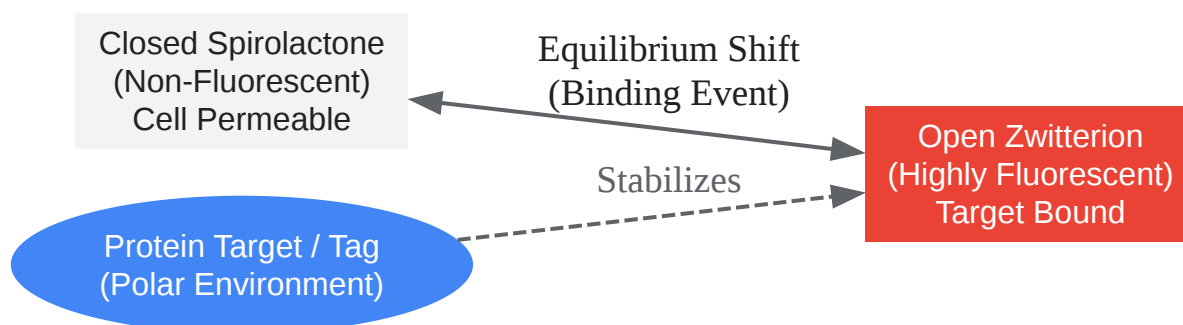 Closed Spirolactone
(Non-Fluorescent)
Cell Permeable
Equilibrium Shift
(Binding Event)
Open Zwitterion
(Highly Fluorescent)
Target Bound
Stabilizes
Protein Target / Tag
(Polar Environment)